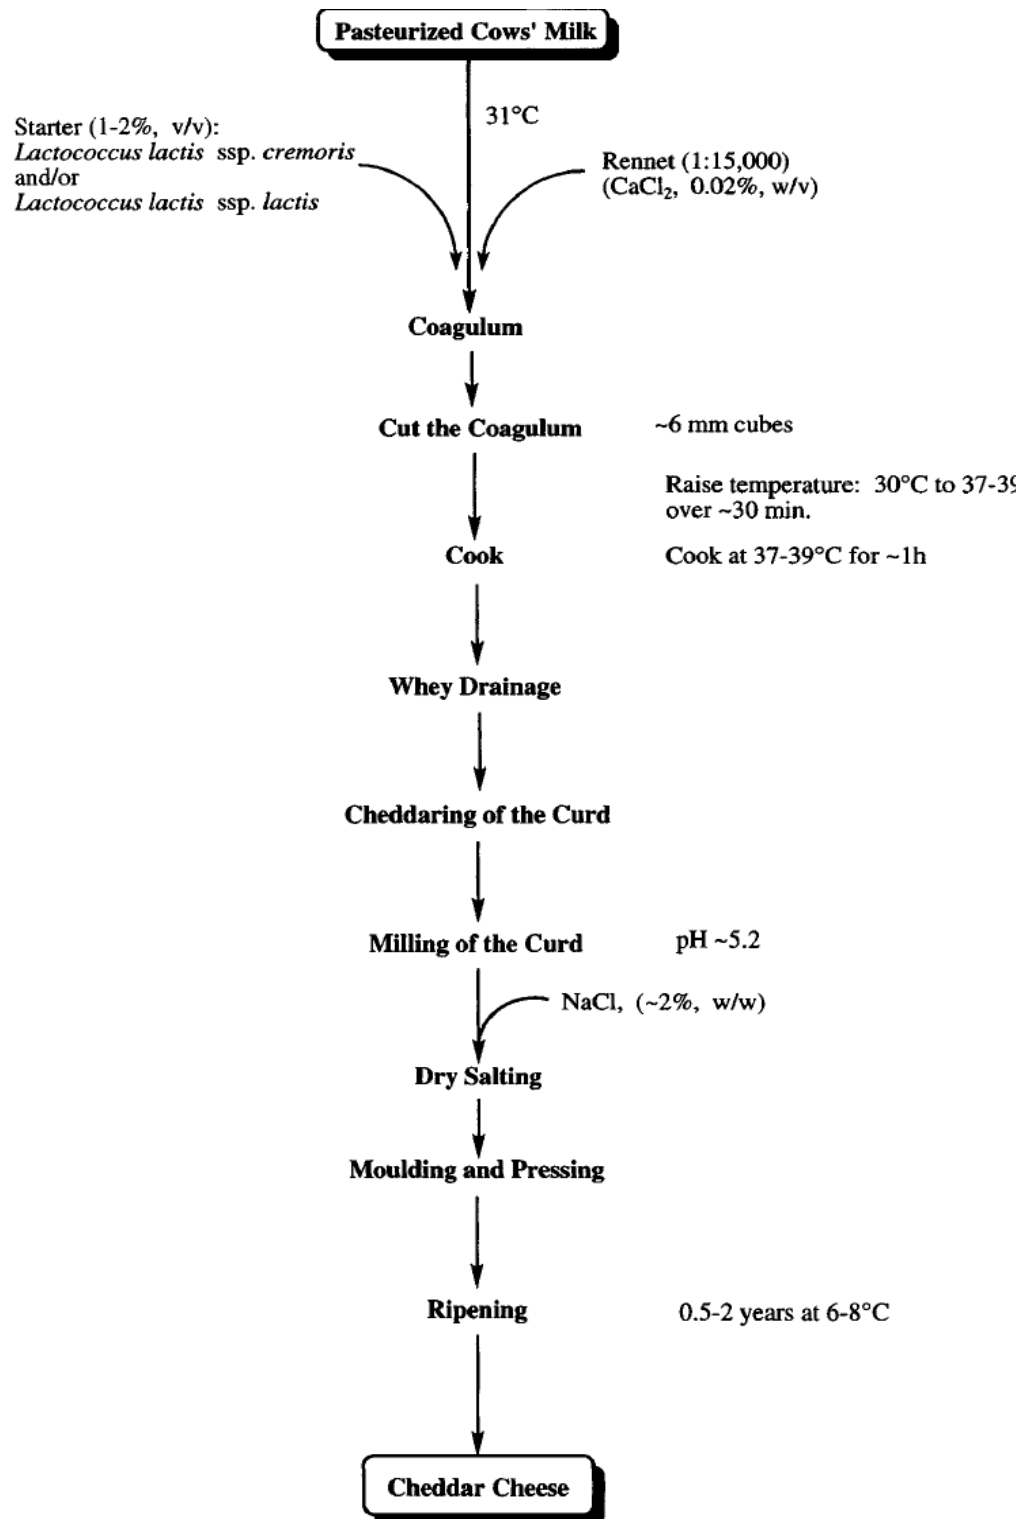 Pasteurized Cows' Milk
31°C
Starter (1-2%, v/v):
Lactococcus lactis ssp. cremoris
and/or
Lactococcus lactis ssp. lactis
Rennet (1:15,000)
(CaCl₂, 0.02%, w/v)
Coagulum
Cut the Coagulum
~6 mm cubes
Raise temperature: 30°C to 37-39
over ~30 min.
Cook
Cook at 37-39°C for ~1h
Whey Drainage
Cheddaring of the Curd
Milling of the Curd
pH ~5.2
NaCl, (~2%, w/w)
Dry Salting
Moulding and Pressing
Ripening
0.5-2 years at 6-8°C
Cheddar Cheese